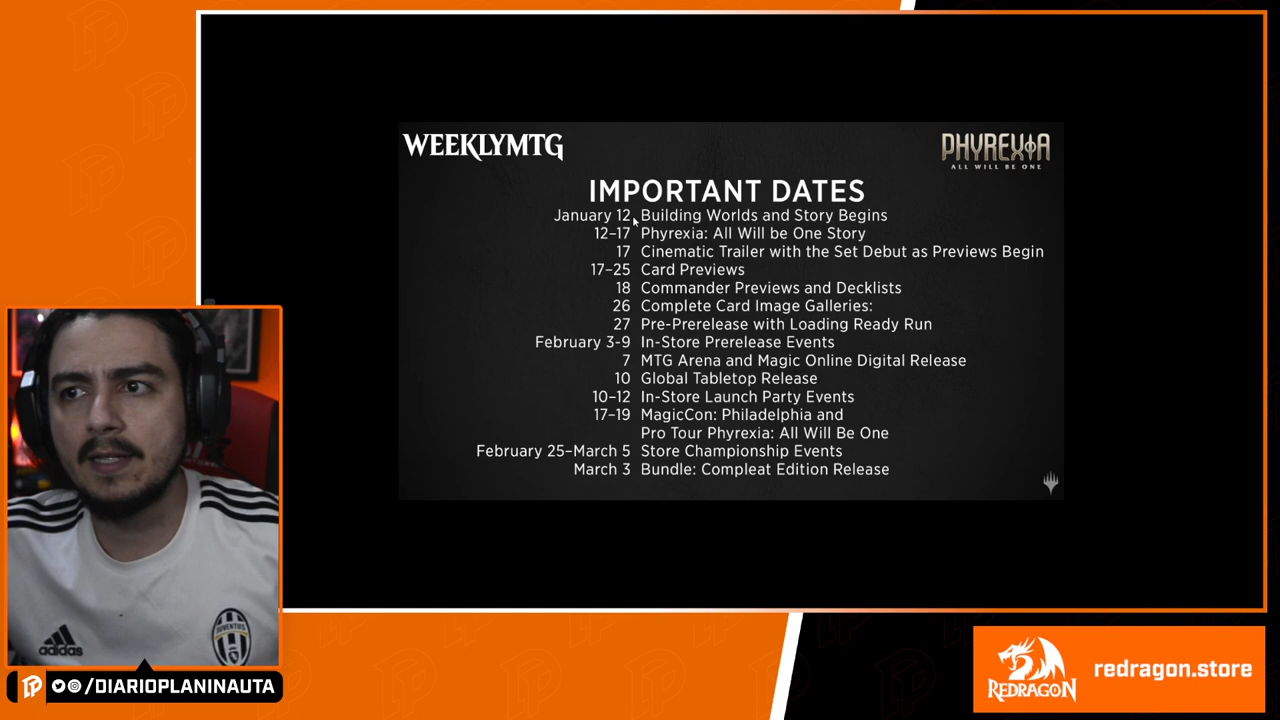 WEEKLYMTG
PHYREXIA
ALL WILL BE ONE
IMPORTANT DATES
January 12 Building Worlds and Story Begins
12–17 Phyrexia: All Will be One Story
17 Cinematic Trailer with the Set Debut as Previews Begin
17–25 Card Previews
18 Commander Previews and Decklists
26 Complete Card Image Galleries:
27 Pre-Prerelease with Loading Ready Run
February 3-9 In-Store Prerelease Events
7 MTG Arena and Magic Online Digital Release
10 Global Tabletop Release
10–12 In-Store Launch Party Events
17–19 MagicCon: Philadelphia and
Pro Tour Phyrexia: All Will Be One
February 25–March 5 Store Championship Events
March 3 Bundle: Compleat Edition Release
adidas
JUVENTUS
/DIARIOPLANINAUTA
REDRAGON
redragon.store